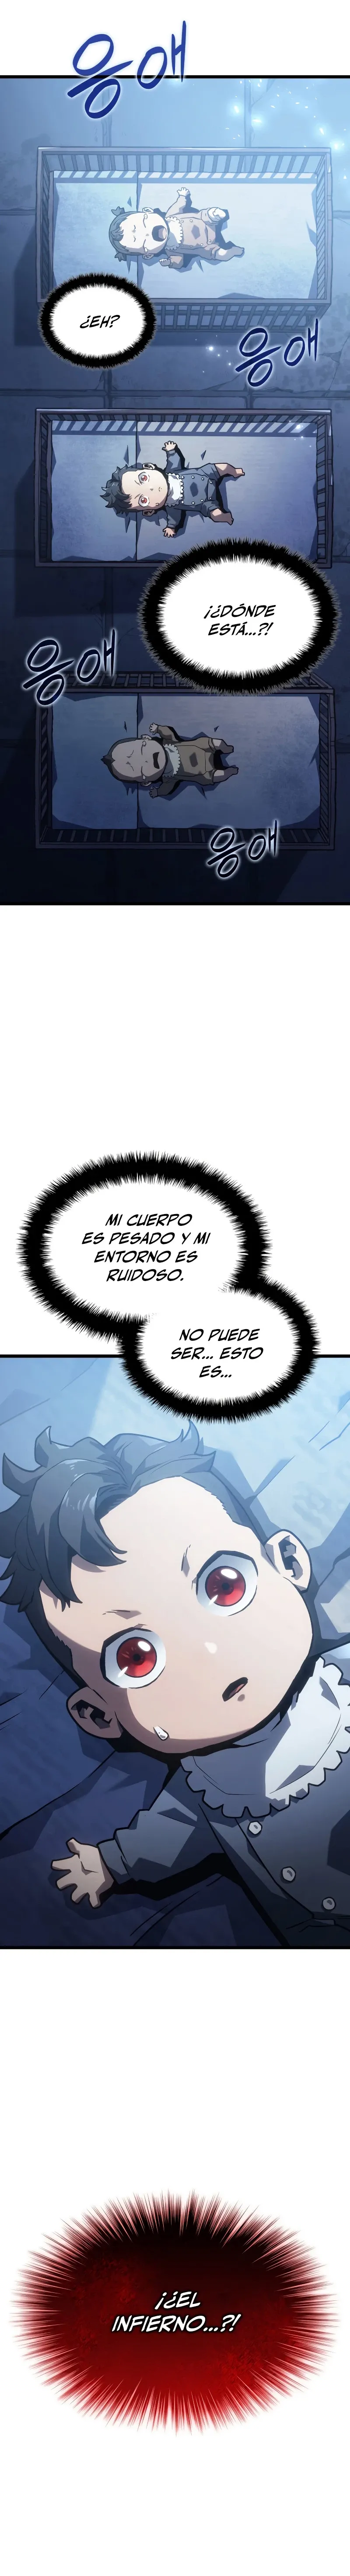 응애
¿EH?
응애
¡¿DÓNDE
ESTÁ...?!
응애
응애
MI CUERPO
ES PESADO Y MI
ENTORNO ES
RUIDOSO.
NO PUEDE
SER... ESTO
ES...
¡¿EL
INFIERNO...?!